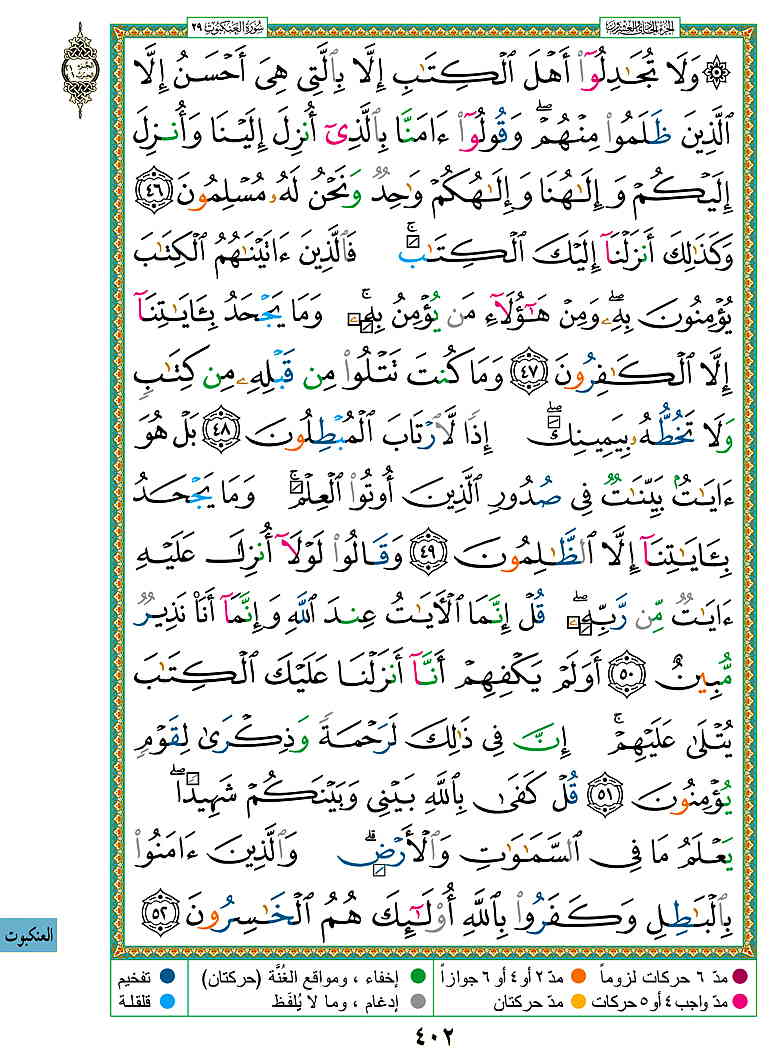 الجزء الحادي والعشرون
سُورَةُ العَنكَبُوت ٢٩
۞ وَلَا تُجَٰدِلُوٓا۟ أَهْلَ ٱلْكِتَٰبِ إِلَّا بِٱلَّتِى هِىَ أَحْسَنُ إِلَّا
ٱلَّذِينَ ظَلَمُوا۟ مِنْهُمْ ۖ وَقُولُوٓا۟ ءَامَنَّا بِٱلَّذِىٓ أُنزِلَ إِلَيْنَا وَأُنزِلَ
إِلَيْكُمْ وَإِلَٰهُنَا وَإِلَٰهُكُمْ وَٰحِدٌ وَنَحْنُ لَهُۥ مُسْلِمُونَ ٤٦
وَكَذَٰلِكَ أَنزَلْنَآ إِلَيْكَ ٱلْكِتَٰبَ ۚ فَٱلَّذِينَ ءَاتَيْنَٰهُمُ ٱلْكِتَٰبَ
يُؤْمِنُونَ بِهِۦ ۖ وَمِنْ هَٰٓؤُلَآءِ مَن يُؤْمِنُ بِهِۦ ۚ وَمَا يَجْحَدُ بِـَٔايَٰتِنَآ
إِلَّا ٱلْكَٰفِرُونَ ٤٧ وَمَا كُنتَ تَتْلُوا۟ مِن قَبْلِهِۦ مِن كِتَٰبٍ
وَلَا تَخُطُّهُۥ بِيَمِينِكَ ۖ إِذًا لَّٱرْتَابَ ٱلْمُبْطِلُونَ ٤٨ بَلْ هُوَ
ءَايَٰتٌۢ بَيِّنَٰتٌ فِى صُدُورِ ٱلَّذِينَ أُوتُوا۟ ٱلْعِلْمَ ۚ وَمَا يَجْحَدُ
بِـَٔايَٰتِنَآ إِلَّا ٱلظَّٰلِمُونَ ٤٩ وَقَالُوا۟ لَوْلَآ أُنزِلَ عَلَيْهِ
ءَايَٰتٌ مِّن رَّبِّهِۦ ۖ قُلْ إِنَّمَا ٱلْـَٔايَٰتُ عِندَ ٱللَّهِ وَإِنَّمَآ أَنَا۠ نَذِيرٌ
مُّبِينٌ ٥٠ أَوَلَمْ يَكْفِهِمْ أَنَّآ أَنزَلْنَا عَلَيْكَ ٱلْكِتَٰبَ
يُتْلَىٰ عَلَيْهِمْ ۚ إِنَّ فِى ذَٰلِكَ لَرَحْمَةً وَذِكْرَىٰ لِقَوْمٍ
يُؤْمِنُونَ ٥١ قُلْ كَفَىٰ بِٱللَّهِ بَيْنِى وَبَيْنَكُمْ شَهِيدًا ۖ
يَعْلَمُ مَا فِى ٱلسَّمَٰوَٰتِ وَٱلْأَرْضِ ۗ وَٱلَّذِينَ ءَامَنُوا۟
بِٱلْبَٰطِلِ وَكَفَرُوا۟ بِٱللَّهِ أُو۟لَٰٓئِكَ هُمُ ٱلْخَٰسِرُونَ ٥٢
العنكبوت
مدّ ٦ حركات لزوماً
مدّ ٢ أو ٤ أو ٦ جوازاً
إخفاء ، ومواقع الغُنَّة (حركتان)
تفخيم
مدّ واجب ٤ أو ٥ حركات
مدّ حركتان
إدغام ، وما لا يُلفَظ
قلقلة
٤٠٢